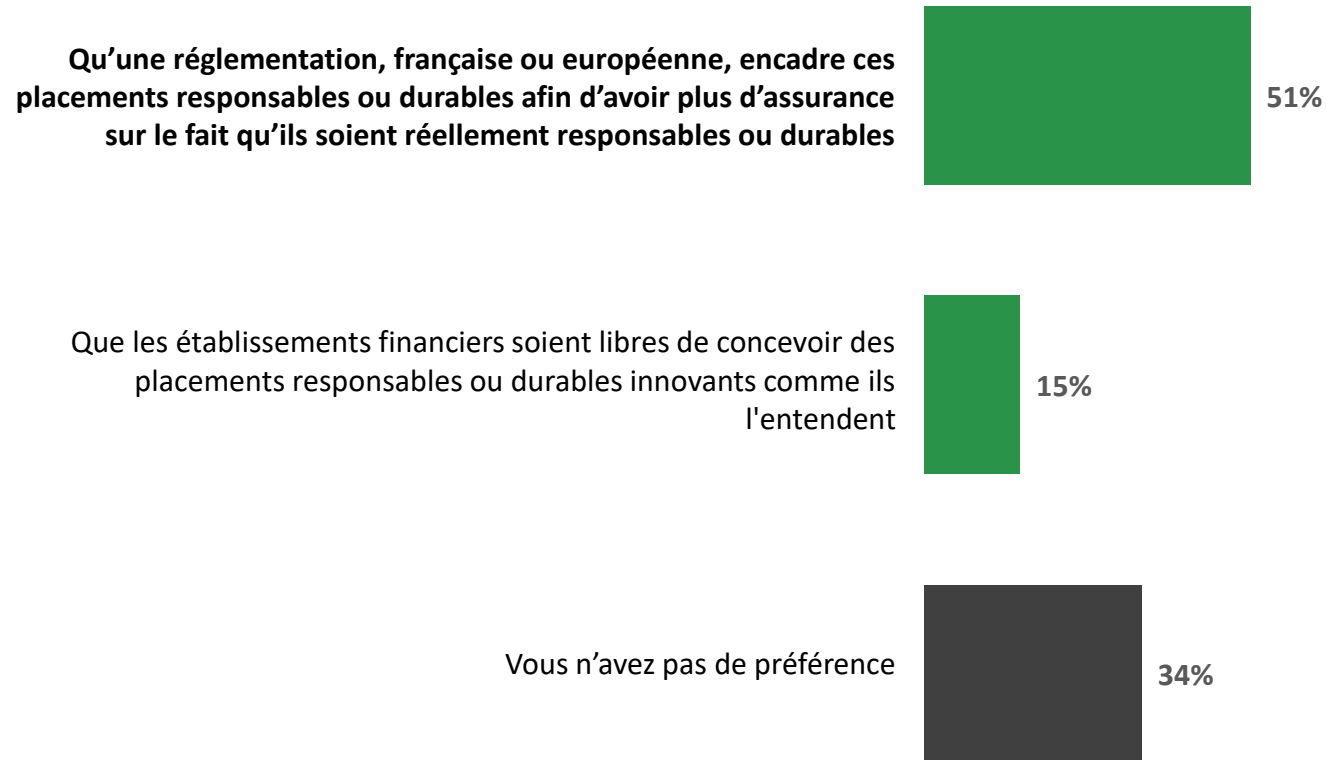 Qu’une réglementation, française ou européenne, encadre ces
placements responsables ou durables afin d’avoir plus d’assurance
sur le fait qu’ils soient réellement responsables ou durables
51%
Que les établissements financiers soient libres de concevoir des
placements responsables ou durables innovants comme ils
l'entendent
15%
Vous n’avez pas de préférence
34%